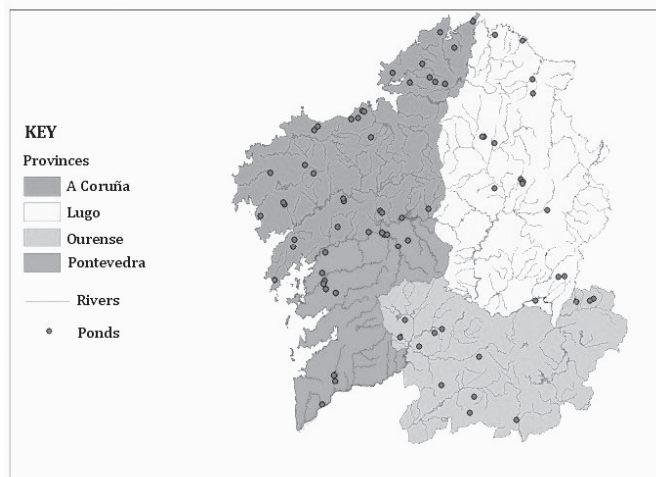 KEY
Provinces
A Coruña
Lugo
Ourense
Pontevedra
Rivers
Ponds